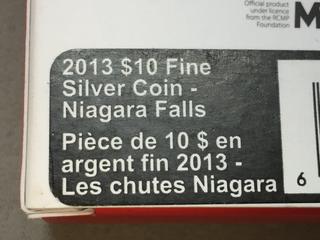 Official product
under licence
from the RCMP
Foundation
M
2013 $10 Fine
Silver Coin -
Niagara Falls
Pièce de 10 $ en
argent fin 2013 -
Les chutes Niagara
6